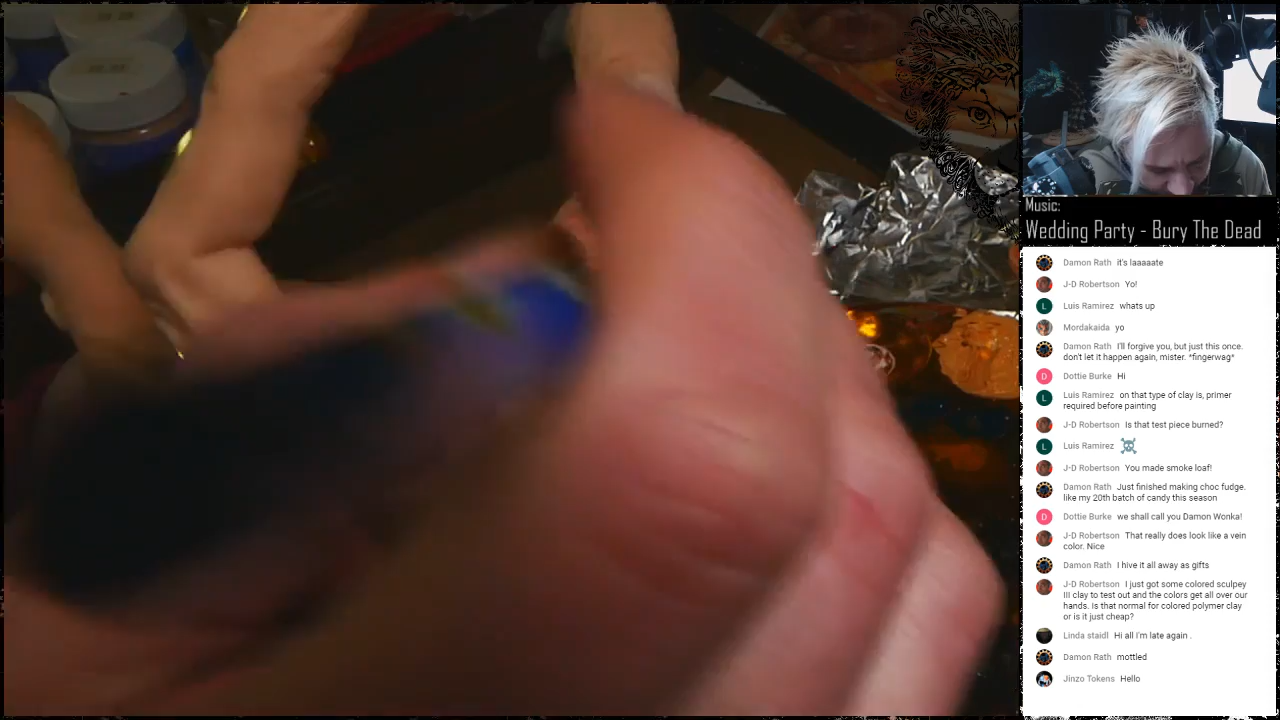 Music:
Wedding Party - Bury The Dead
Damon Rath it's laaaaate
J-D Robertson Yo!
L Luis Ramirez whats up
Mordakaida yo
Damon Rath I'll forgive you, but just this once.
don't let it happen again, mister. *fingerwag*
D Dottie Burke Hi
L Luis Ramirez on that type of clay is, primer
required before painting
J-D Robertson Is that test piece burned?
L Luis Ramirez ☠
J-D Robertson You made smoke loaf!
Damon Rath Just finished making choc fudge.
like my 20th batch of candy this season
D Dottie Burke we shall call you Damon Wonka!
J-D Robertson That really does look like a vein
color. Nice
Damon Rath I hive it all away as gifts
J-D Robertson I just got some colored sculpey
III clay to test out and the colors get all over our
hands. Is that normal for colored polymer clay
or is it just cheap?
Linda staidl Hi all I'm late again .
Damon Rath mottled
Jinzo Tokens Hello